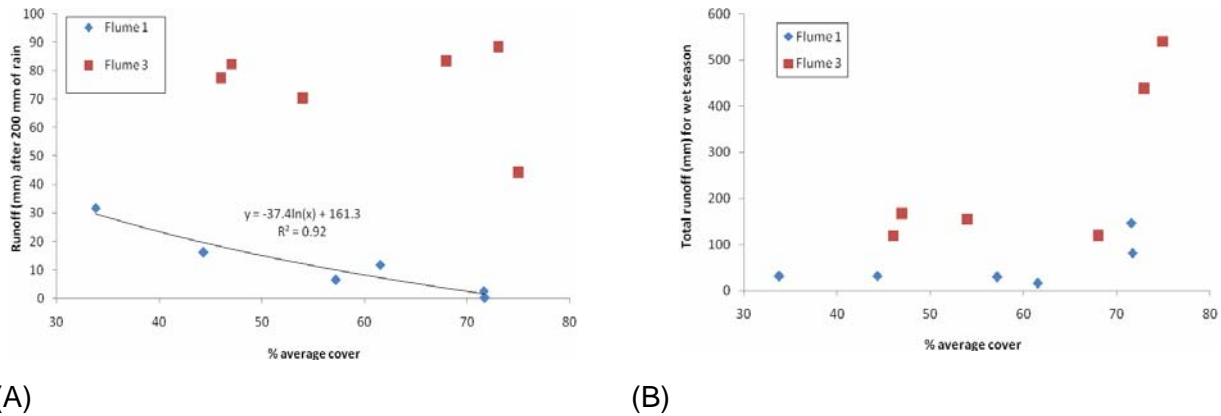 Runoff (mm) after 200 mm of rain
100
90
80
70
60
50
40
30
20
10
0
Flume 1
Flume 3
y = -37.4ln(x) + 161.3
R² = 0.92
30
40
50
60
70
80
% average cover
(A)
Total runoff (mm) for wet season
600
500
400
300
200
100
0
Flume 1
Flume 3
30
40
50
60
70
80
% average cover
(B)